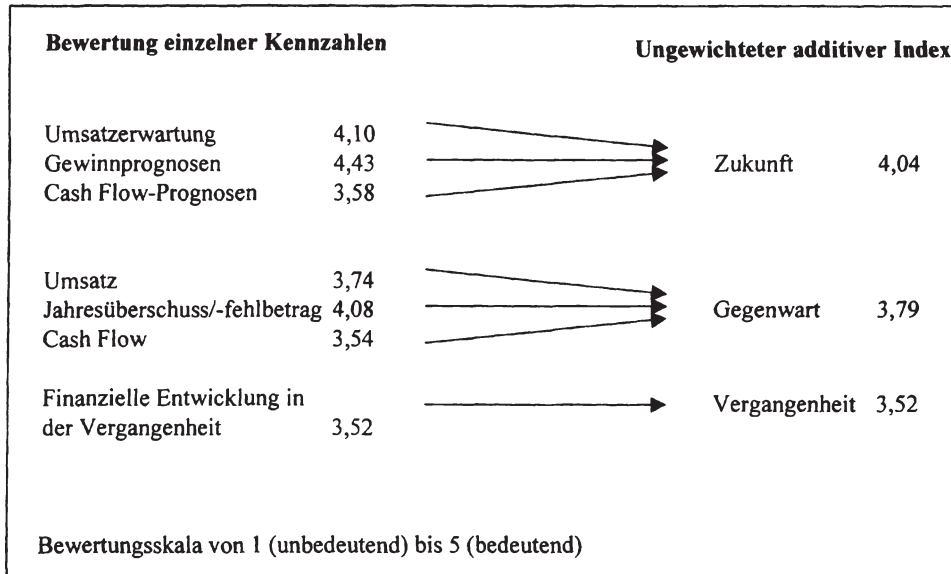 Bewertung einzelner Kennzahlen Ungewichteter additiver Index
Umsatzerwartung 4,10
Gewinnprognosen 4,43 Zukunft 4,04
Cash Flow-Prognosen 3,58
Umsatz 3,74
Jahresüberschuss/-fehlbetrag 4,08 Gegenwart 3,79
Cash Flow 3,54
Finanzielle Entwicklung in Vergangenheit 3,52
der Vergangenheit 3,52
Bewertungsskala von 1 (unbedeutend) bis 5 (bedeutend)